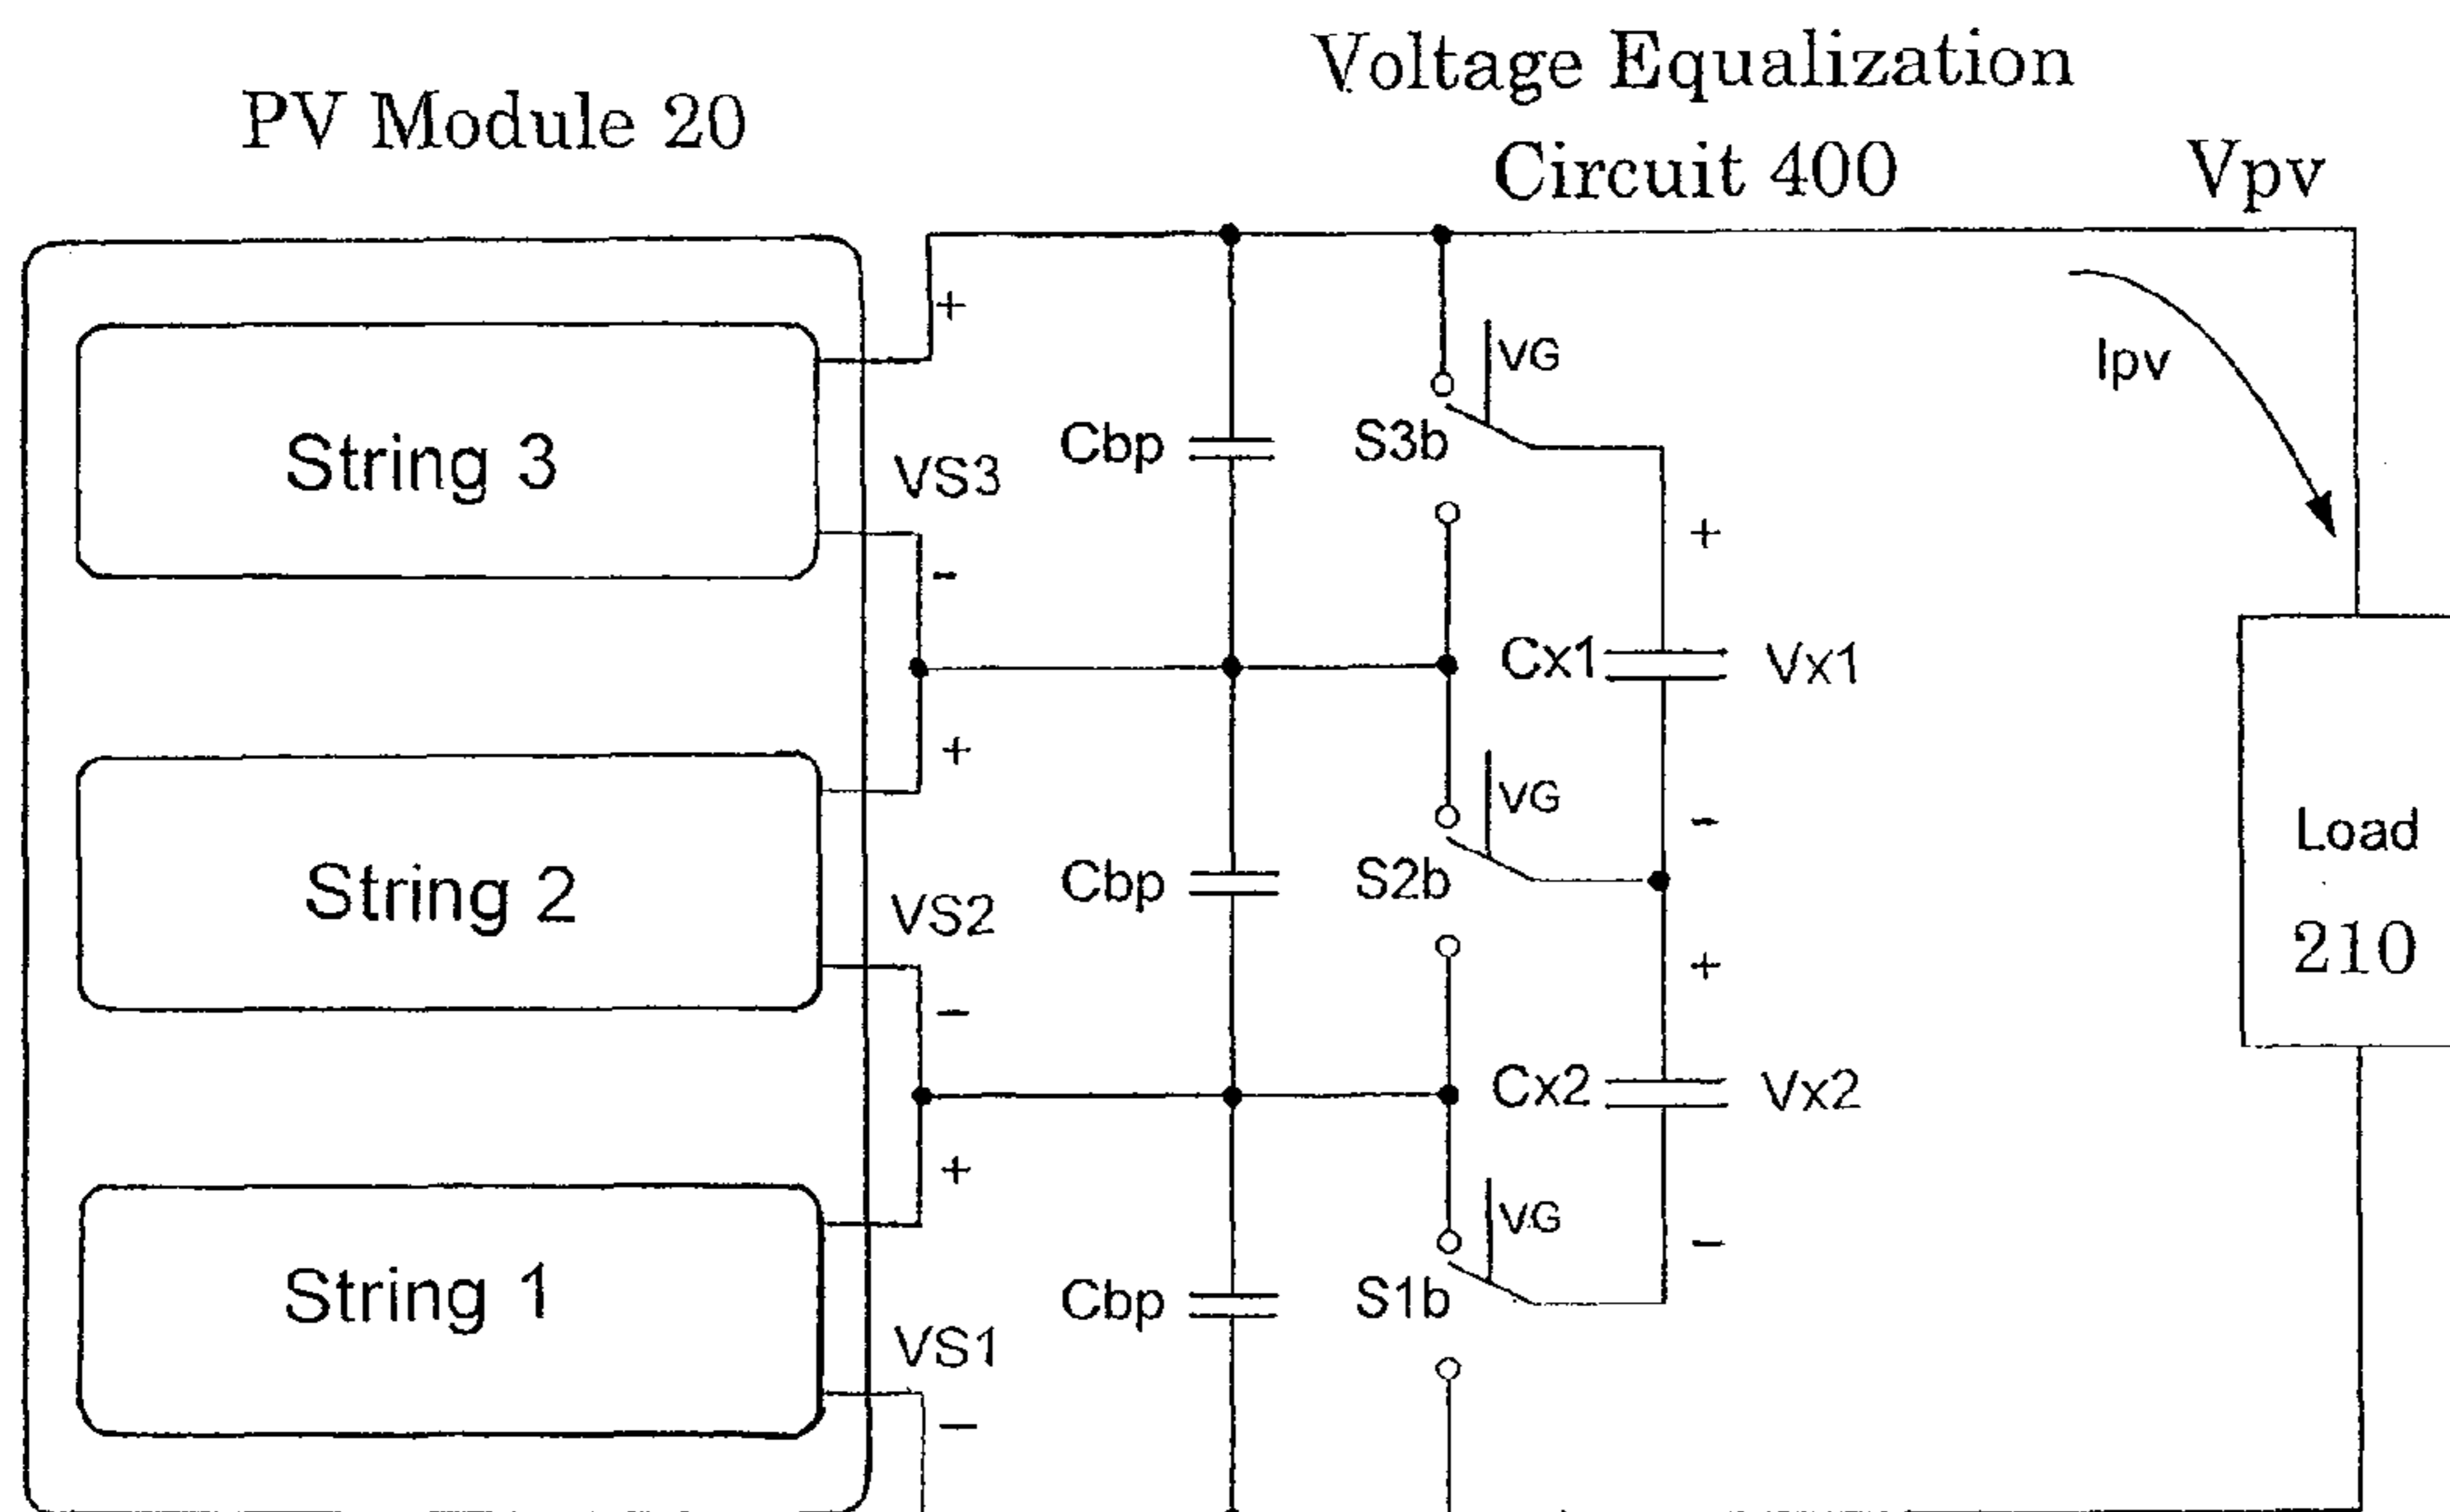 PV Module 20
Voltage Equalization
Circuit 400
Vpv
+
VG
Ipv
String 3
VS3
Cbp
S3b
+
-
Cx1
Vx1
+
VG
-
Load
210
String 2
VS2
Cbp
S2b
+
-
Cx2
Vx2
+
VG
-
String 1
VS1
Cbp
S1b
-